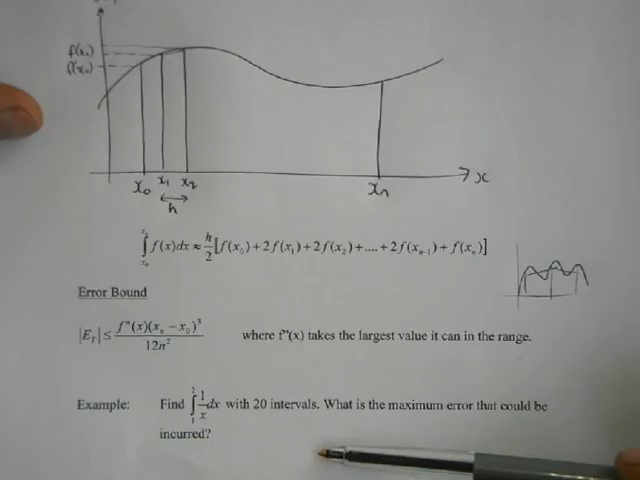 f(x₁)
f(x₀)
x₀ x₁ x₂ xₙ x
h
∫ f(x)dx ≈ h/2 [f(x₀) + 2f(x₁) + 2f(x₂) + .... + 2f(xₙ₋₁) + f(xₙ)]
Error Bound
|E_T| ≤ f"(x)(xₙ − x₀)³ / 12n² where f"(x) takes the largest value it can in the range.
Example: Find ∫₁² 1/x dx with 20 intervals. What is the maximum error that could be
incurred?